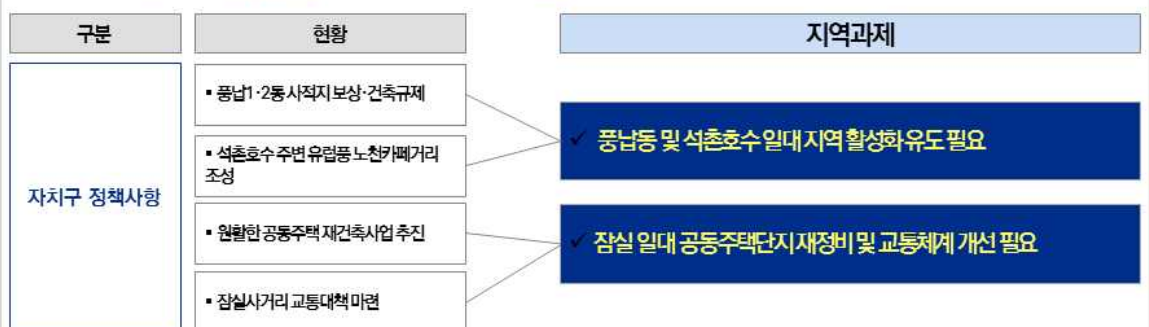 구분
현황
지역과제
자치구 정책사항
▪ 풍납1·2동 사적지 보상·건축규제
▪ 석촌호수 주변 유럽풍 노천카페거리
조성
▪ 원활한 공동주택 재건축사업 추진
▪ 잠실사거리 교통대책 마련
✓ 풍납동 및 석촌호수 일대 지역 활성화 유도 필요
✓ 잠실 일대 공동주택단지 재정비 및 교통체계 개선 필요